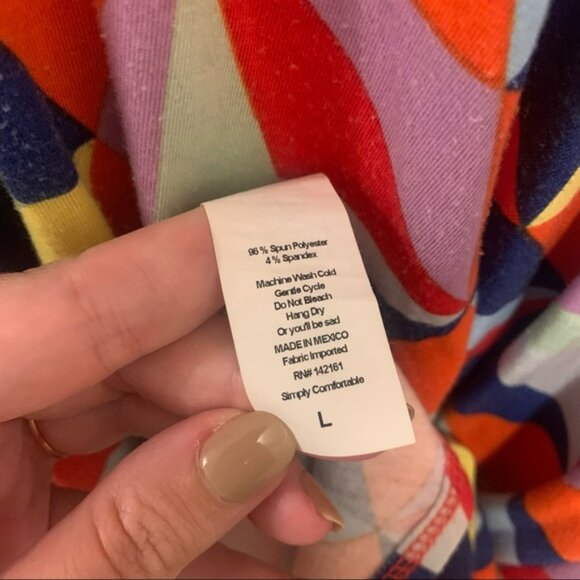 96 % Spun Polyester
4 % Spandex
Machine Wash Cold
Gentle Cycle
Do Not Bleach
Hang Dry
Or you'll be sad
MADE IN MEXICO
Fabric Imported
RN# 142161
Simply Comfortable
L